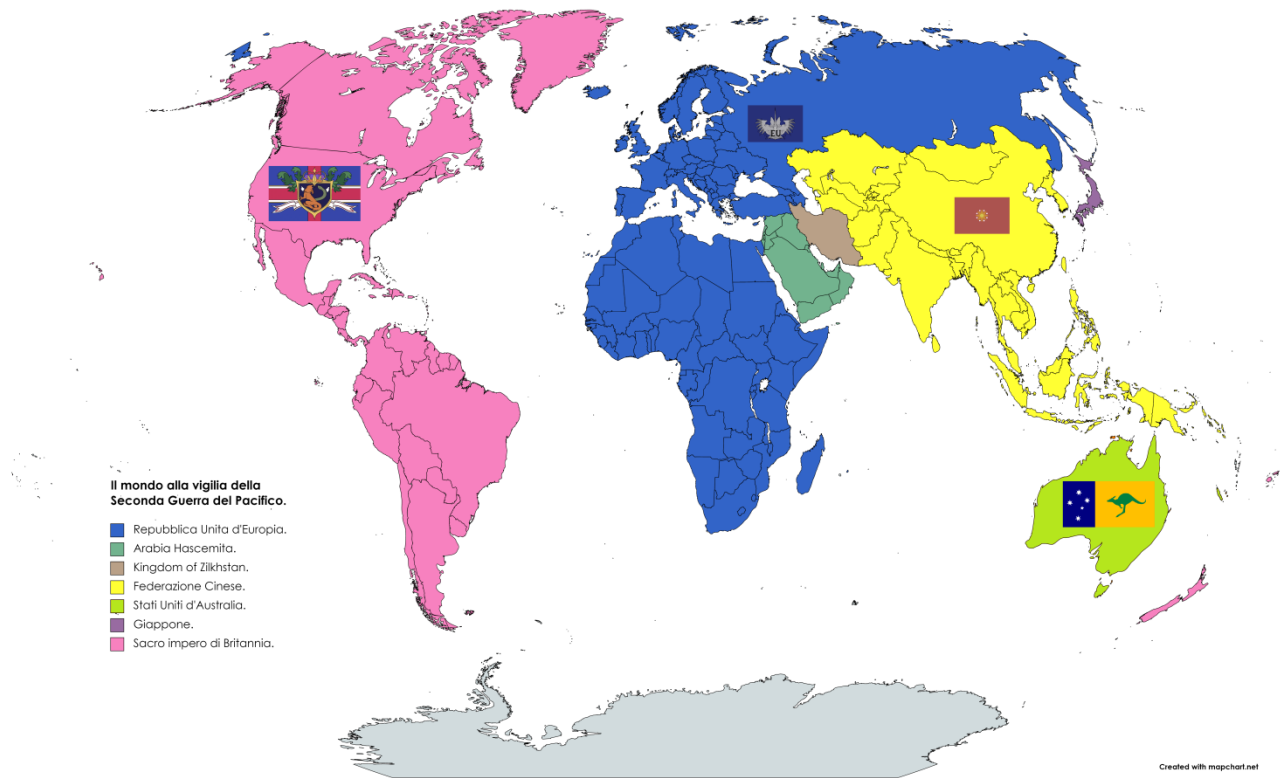 EU
Il mondo alla vigilia della
Seconda Guerra del Pacifico.
Repubblica Unita d'Europia.
Arabia Hascemita.
Kingdom of Zilkhstan.
Federazione Cinese.
Stati Uniti d'Australia.
Giappone.
Sacro impero di Britannia.
Created with mapchart.net